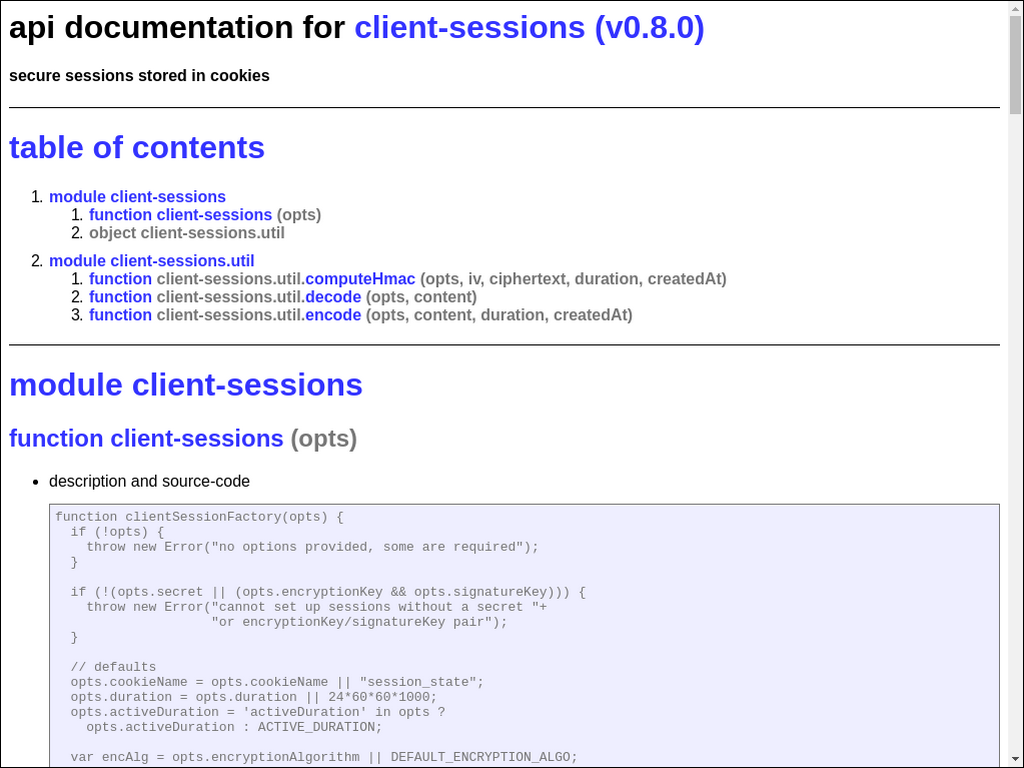 api documentation for client-sessions (v0.8.0)
secure sessions stored in cookies
table of contents
1. module client-sessions
1. function client-sessions (opts)
2. object client-sessions.util
2. module client-sessions.util
1. function client-sessions.util.computeHmac (opts, iv, ciphertext, duration, createdAt)
2. function client-sessions.util.decode (opts, content)
3. function client-sessions.util.encode (opts, content, duration, createdAt)
module client-sessions
function client-sessions (opts)
• description and source-code
function clientSessionFactory(opts) {
  if (!opts) {
    throw new Error("no options provided, some are required");
  }

  if (!(opts.secret || (opts.encryptionKey && opts.signatureKey))) {
    throw new Error("cannot set up sessions without a secret "+
                    "or encryptionKey/signatureKey pair");
  }

  // defaults
  opts.cookieName = opts.cookieName || "session_state";
  opts.duration = opts.duration || 24*60*60*1000;
  opts.activeDuration = 'activeDuration' in opts ?
    opts.activeDuration : ACTIVE_DURATION;

  var encAlg = opts.encryptionAlgorithm || DEFAULT_ENCRYPTION_ALGO;